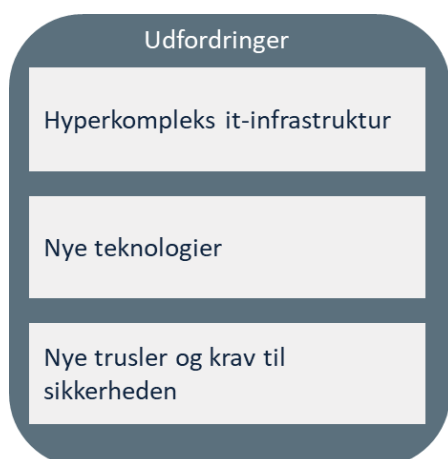 Udfordringer
Hyperkompleks it-infrastruktur
Nye teknologier
Nye trusler og krav til
sikkerheden